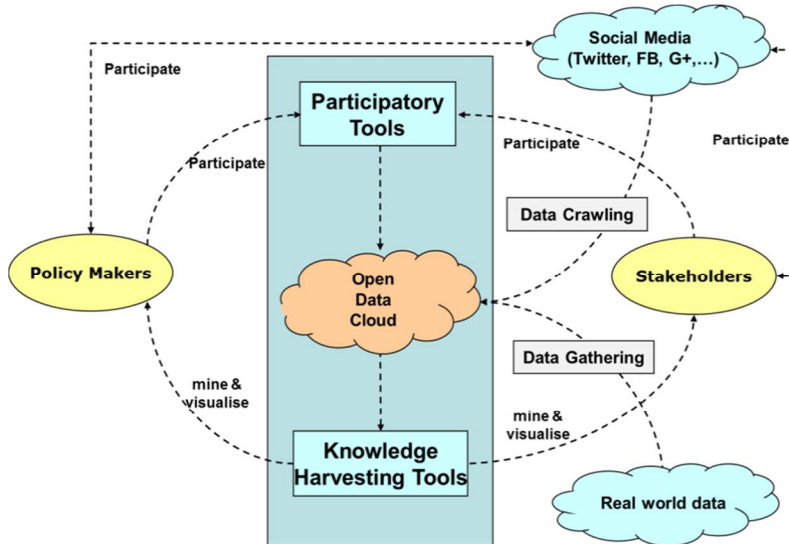 Social Media
(Twitter, FB, G+,...)
Participate
Participatory
Tools
Participate
Participate
Participate
Data Crawling
Policy Makers
Open
Data
Cloud
Stakeholders
Data Gathering
mine &
visualise
mine &
visualise
Knowledge
Harvesting Tools
Real world data